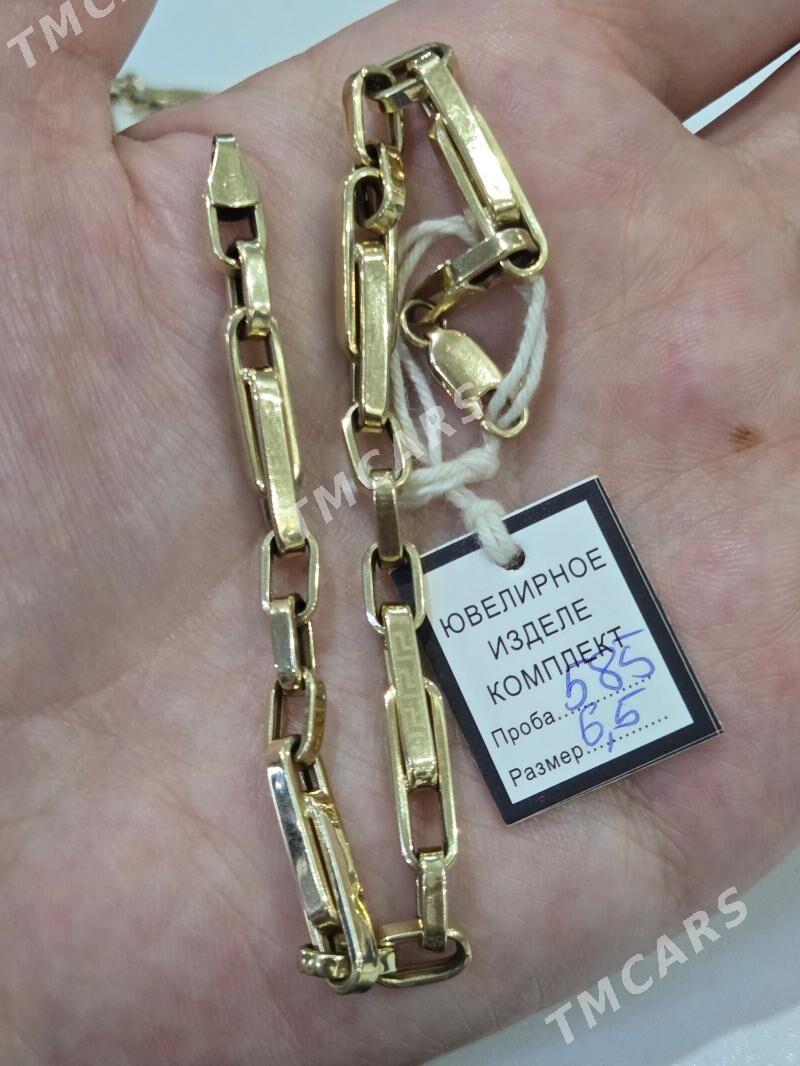 TMCARS
TMCARS
ЮВЕЛИРНОЕ
ИЗДЕЛЕ
КОМПЛЕКТ
Проба..............585
Размер..............6,5
TMCARS